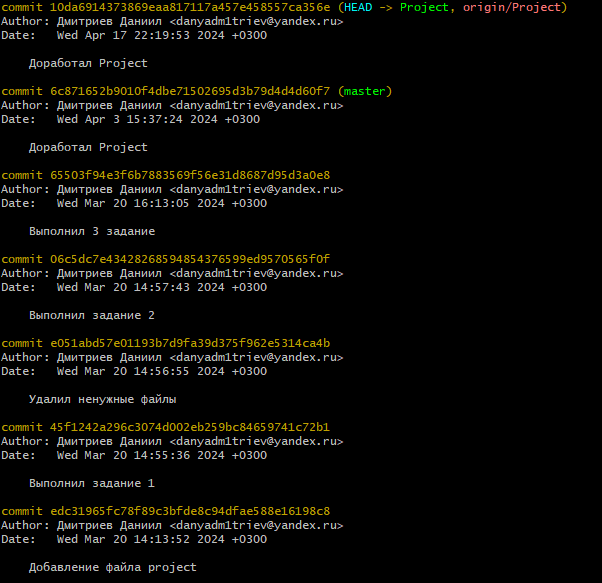 commit 10da6914373869eaa817117a457e458557ca356e (HEAD -> Project, origin/Project)
Author: Дмитриев Даниил <danyadm1triev@yandex.ru>
Date:   Wed Apr 17 22:19:53 2024 +0300
Доработал Project
commit 6c871652b9010f4dbe71502695d3b79d4d4d60f7 (master)
Author: Дмитриев Даниил <danyadm1triev@yandex.ru>
Date:   Wed Apr 3 15:37:24 2024 +0300
Доработал Project
commit 65503f94e3f6b7883569f56e31d8687d95d3a0e8
Author: Дмитриев Даниил <danyadm1triev@yandex.ru>
Date:   Wed Mar 20 16:13:05 2024 +0300
Выполнил 3 задание
commit 06c5dc7e43428268594854376599ed9570565f0f
Author: Дмитриев Даниил <danyadm1triev@yandex.ru>
Date:   Wed Mar 20 14:57:43 2024 +0300
Выполнил задание 2
commit e051abd57e01193b7d9fa39d375f962e5314ca4b
Author: Дмитриев Даниил <danyadm1triev@yandex.ru>
Date:   Wed Mar 20 14:56:55 2024 +0300
Удалил ненужные файлы
commit 45f1242a296c3074d002eb259bc84659741c72b1
Author: Дмитриев Даниил <danyadm1triev@yandex.ru>
Date:   Wed Mar 20 14:55:36 2024 +0300
Выполнил задание 1
commit edc31965fc78f89c3bfde8c94dfae588e16198c8
Author: Дмитриев Даниил <danyadm1triev@yandex.ru>
Date:   Wed Mar 20 14:13:52 2024 +0300
Добавление файла project